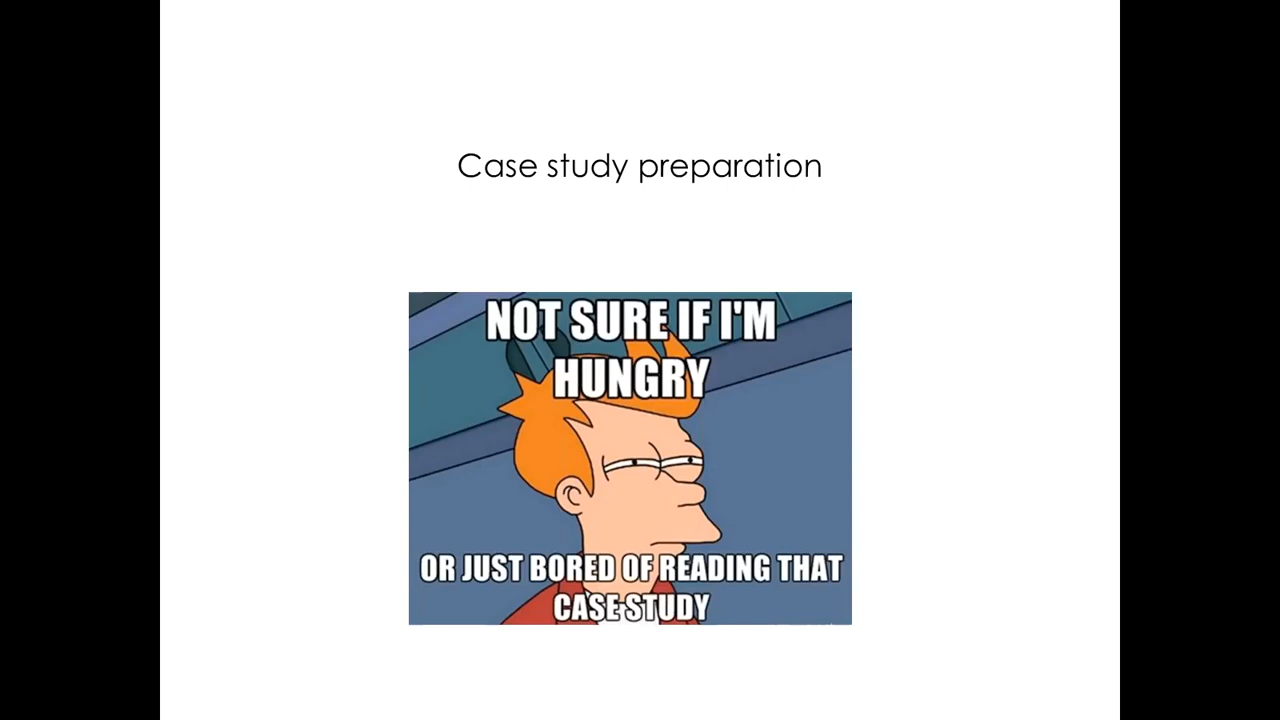 Case study preparation
NOT SURE IF I'M
HUNGRY
OR JUST BORED OF READING THAT
CASE STUDY